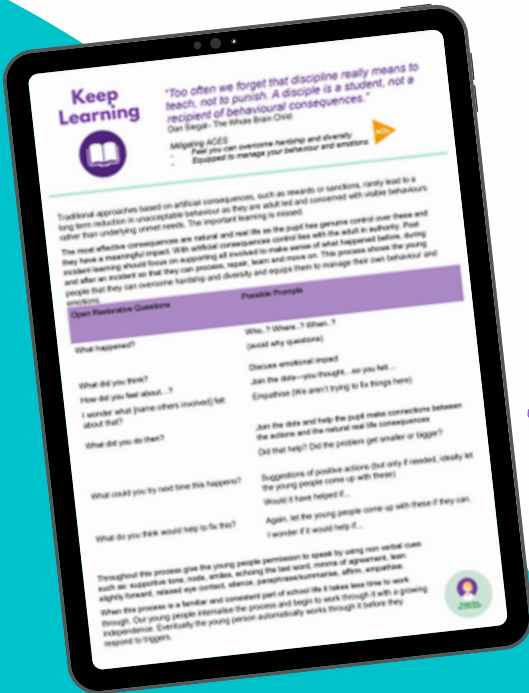 Keep
Learning
"Too often we forget that discipline really means to
teach, not to punish. A disciple is a student, not a
recipient of behavioural consequences."
Dan Siegal - The Whole Brain Child
Mitigating ACES
Feel you can overcome hardship and diversity
Equipped to manage your behaviour and emotions
Traditional approaches based on artificial consequences, such as rewards or sanctions, rarely lead to a
long term reduction in unacceptable behaviour as they are adult led and concerned with visible behaviours
rather than underlying unmet needs. The important learning is missed.
The most effective consequences are natural and real life as the pupil has genuine control over these and
they have a meaningful impact. With artificial consequences control lies with the adult in authority. Post
incident learning should focus on supporting all involved to make sense of what happened before, during
and after an incident so that they can process, repair, learn and move on. This process shows the young
people that they can overcome hardship and diversity and equips them to manage their own behaviour and
emotions.
Open Restorative Questions
Possible Prompts
What happened?
Who..? Where..? When..?
(avoid why questions)
What did you think?
How did you feel about...?
I wonder what [name others involved] felt
about that?
Discuss emotional impact
Join the dots—you thought...so you felt...
Empathise (We aren't trying to fix things here)
What did you do then?
Join the dots and help the pupil make connections between
the actions and the natural real life consequences
Did that help? Did the problem get smaller or bigger?
What could you try next time this happens?
Suggestions of positive actions (but only if needed, ideally let
the young people come up with these)
Would it have helped if...
What do you think would help to fix this?
Again, let the young people come up with these if they can.
I wonder if it would help if...
Throughout this process give the young people permission to speak by using non verbal cues
such as: supportive tone, nods, smiles, echoing the last word, mmms of agreement, lean
slightly forward, relaxed eye contact, silence, paraphrase/summarise, affirm, empathise.
When this process is a familiar and consistent part of school life it takes less time to work
through. Our young people internalise the process and begin to work through it with a growing
independence. Eventually the young person automatically works through it before they
respond to triggers.